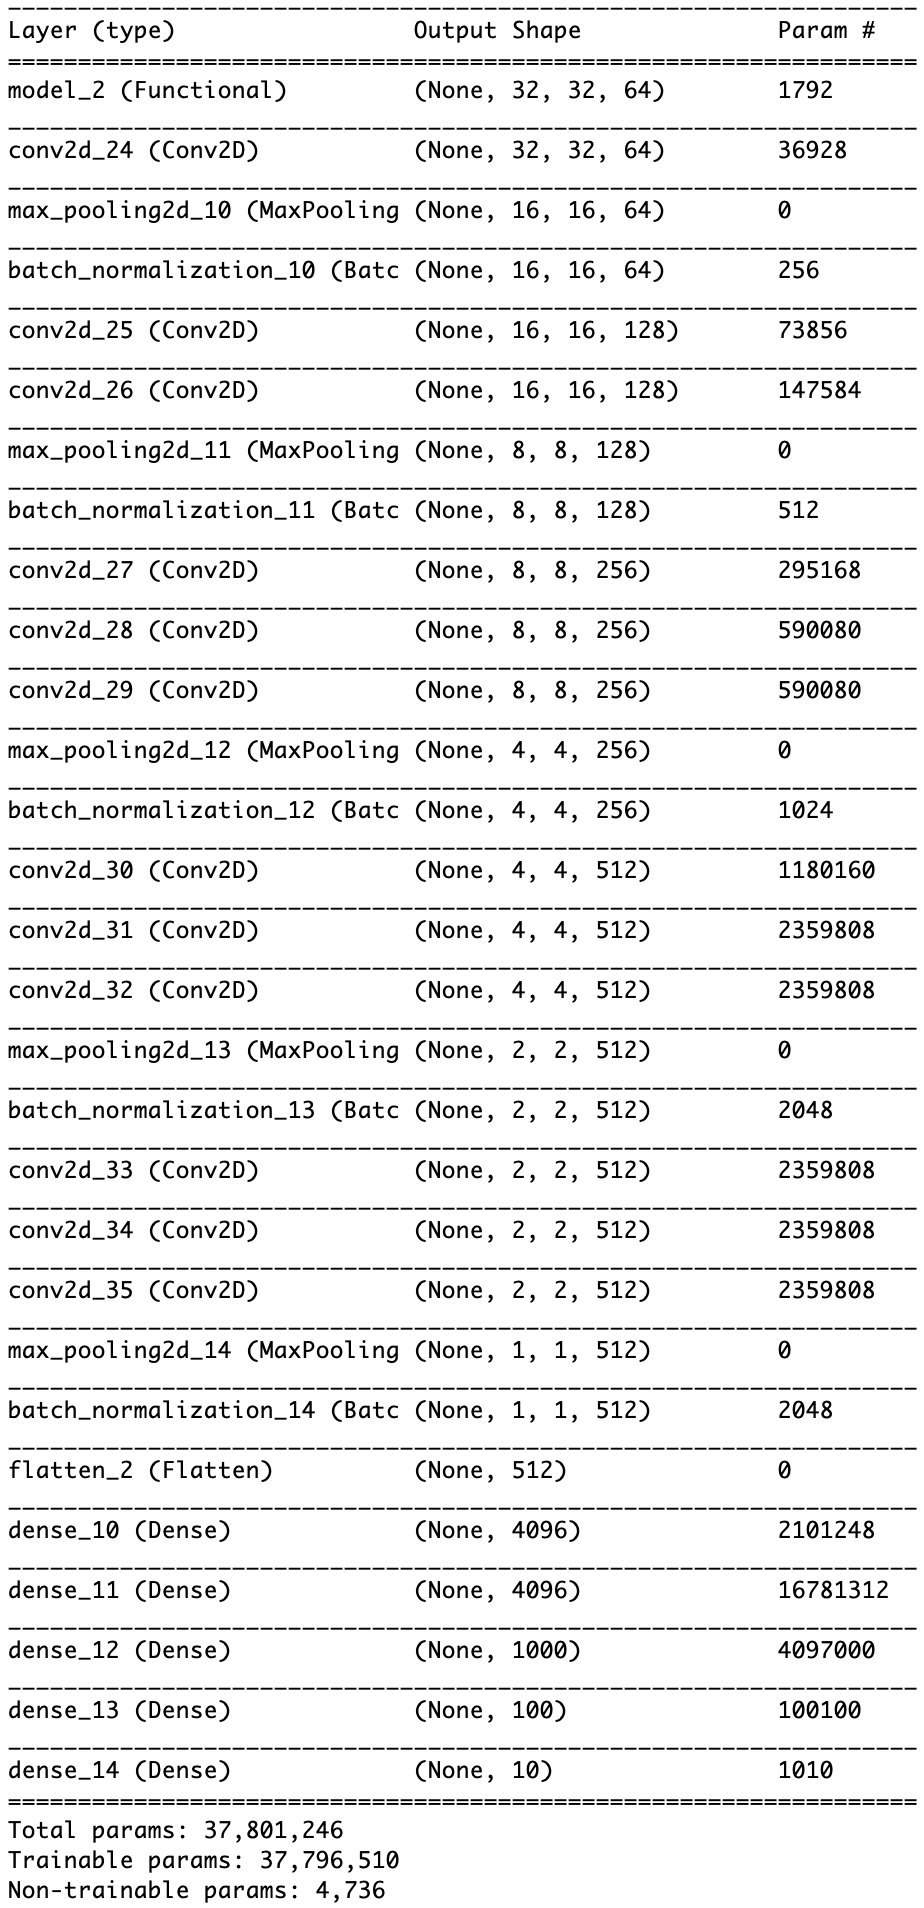 Layer (type)                 Output Shape              Param #
model_2 (Functional)         (None, 32, 32, 64)        1792
conv2d_24 (Conv2D)           (None, 32, 32, 64)        36928
max_pooling2d_10 (MaxPooling (None, 16, 16, 64)        0
batch_normalization_10 (Batc (None, 16, 16, 64)        256
conv2d_25 (Conv2D)           (None, 16, 16, 128)       73856
conv2d_26 (Conv2D)           (None, 16, 16, 128)       147584
max_pooling2d_11 (MaxPooling (None, 8, 8, 128)         0
batch_normalization_11 (Batc (None, 8, 8, 128)         512
conv2d_27 (Conv2D)           (None, 8, 8, 256)         295168
conv2d_28 (Conv2D)           (None, 8, 8, 256)         590080
conv2d_29 (Conv2D)           (None, 8, 8, 256)         590080
max_pooling2d_12 (MaxPooling (None, 4, 4, 256)         0
batch_normalization_12 (Batc (None, 4, 4, 256)         1024
conv2d_30 (Conv2D)           (None, 4, 4, 512)         1180160
conv2d_31 (Conv2D)           (None, 4, 4, 512)         2359808
conv2d_32 (Conv2D)           (None, 4, 4, 512)         2359808
max_pooling2d_13 (MaxPooling (None, 2, 2, 512)         0
batch_normalization_13 (Batc (None, 2, 2, 512)         2048
conv2d_33 (Conv2D)           (None, 2, 2, 512)         2359808
conv2d_34 (Conv2D)           (None, 2, 2, 512)         2359808
conv2d_35 (Conv2D)           (None, 2, 2, 512)         2359808
max_pooling2d_14 (MaxPooling (None, 1, 1, 512)         0
batch_normalization_14 (Batc (None, 1, 1, 512)         2048
flatten_2 (Flatten)          (None, 512)               0
dense_10 (Dense)             (None, 4096)              2101248
dense_11 (Dense)             (None, 4096)              16781312
dense_12 (Dense)             (None, 1000)              4097000
dense_13 (Dense)             (None, 100)               100100
dense_14 (Dense)             (None, 10)                1010
Total params: 37,801,246
Trainable params: 37,796,510
Non-trainable params: 4,736